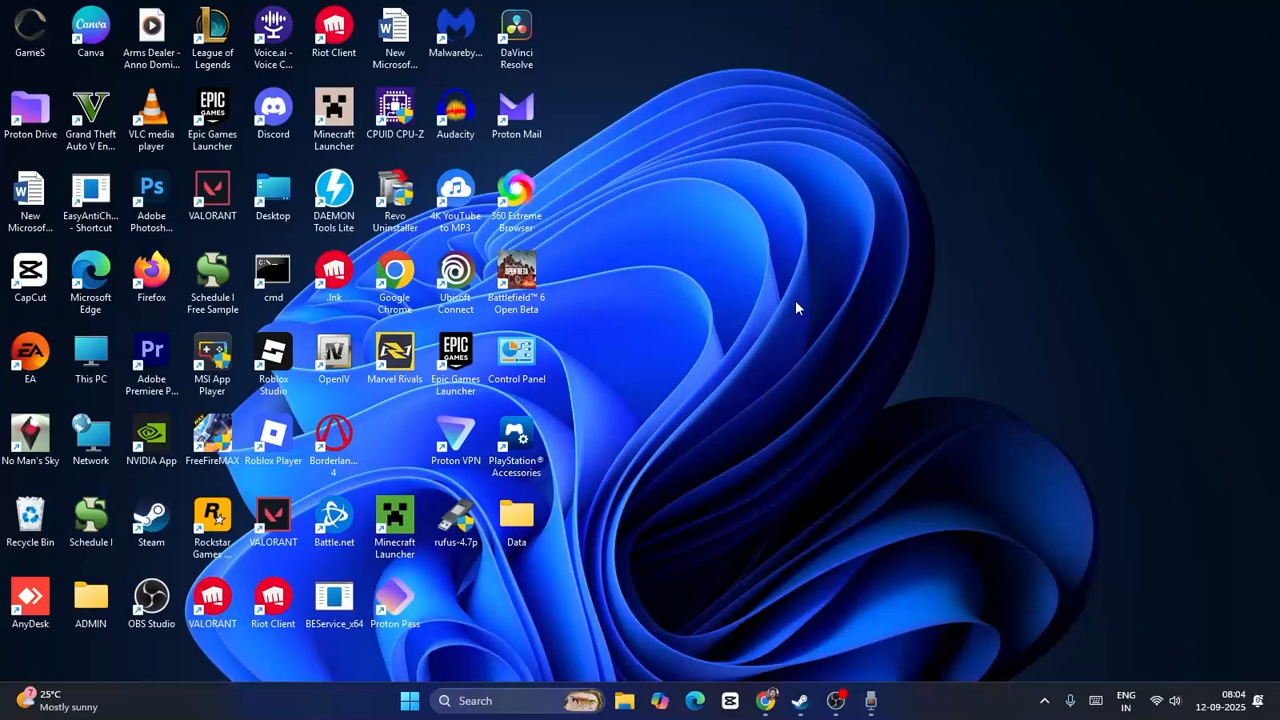 GameS
Canva
Arms Dealer -
Anno Domi...
League of
Legends
Voice.ai -
Voice C...
Riot Client
New
Microsof...
Malwareby...
DaVinci
Resolve
Proton Drive
Grand Theft
Auto V En...
VLC media
player
Epic Games
Launcher
Discord
Minecraft
Launcher
CPUID CPU-Z
Audacity
Proton Mail
New
Microsof...
EasyAntiCh...
- Shortcut
Adobe
Photosh...
VALORANT
Desktop
DAEMON
Tools Lite
Revo
Uninstaller
4K YouTube
to MP3
360 Extreme
Browser
CapCut
Microsoft
Edge
Firefox
Schedule I
Free Sample
cmd
.lnk
Google
Chrome
Ubisoft
Connect
Battlefield™ 6
Open Beta
EA
This PC
Adobe
Premiere P...
MSI App
Player
Roblox
Studio
OpenIV
Marvel Rivals
Epic Games
Launcher
Control Panel
No Man's Sky
Network
NVIDIA App
FreeFireMAX
Roblox Player
Borderlan...
4
Proton VPN
PlayStation®
Accessories
Recycle Bin
Schedule I
Steam
Rockstar
Games ...
VALORANT
Battle.net
Minecraft
Launcher
rufus-4.7p
Data
AnyDesk
ADMIN
OBS Studio
VALORANT
Riot Client
BEService_x64
Proton Pass
7
25°C
Mostly sunny
Search
ENG
IN
08:04
12-09-2025